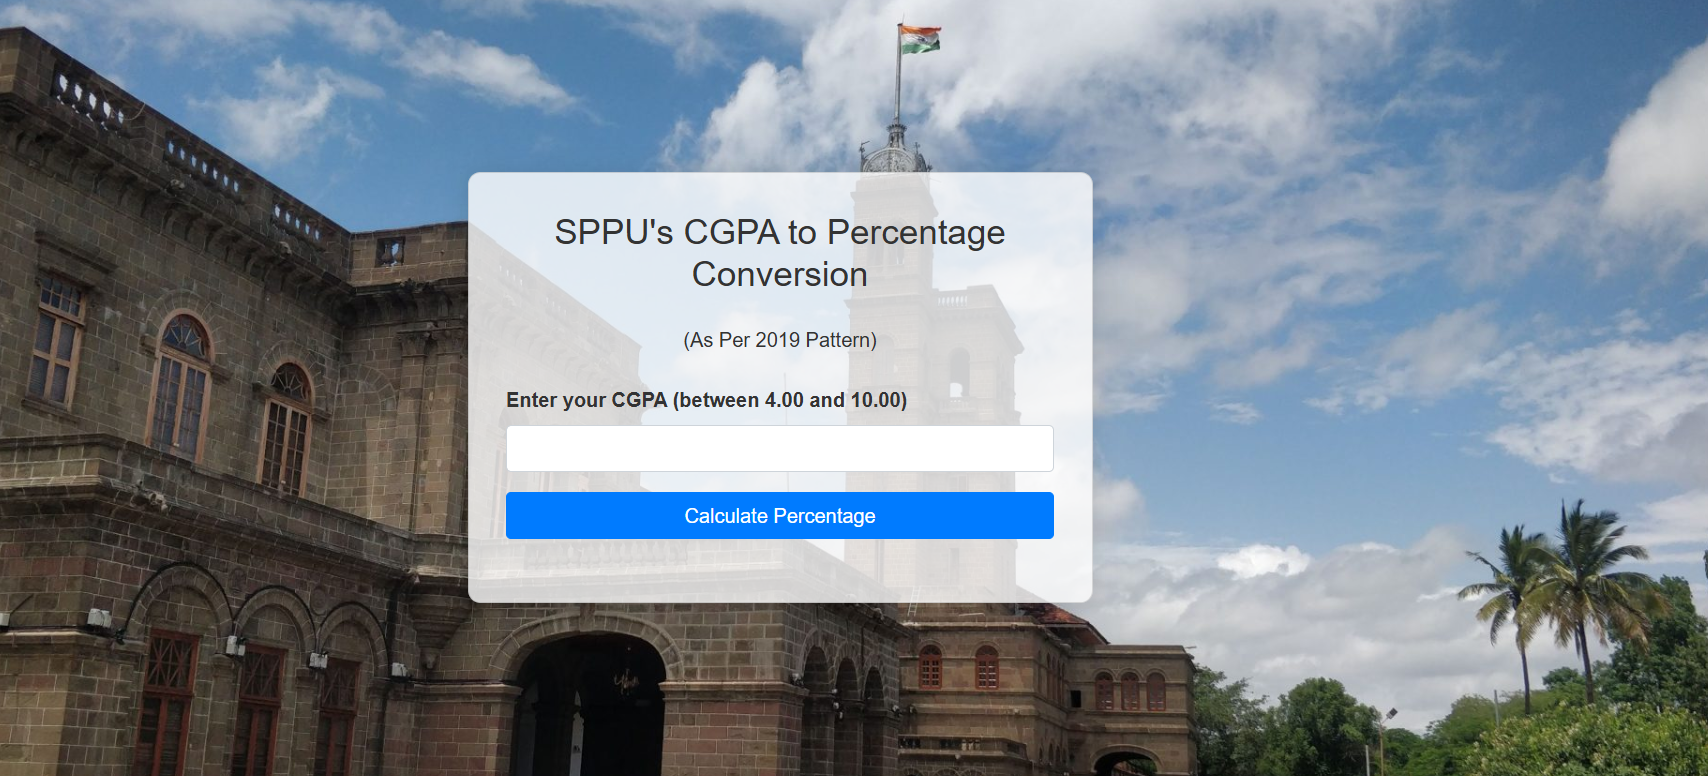 SPPU's CGPA to Percentage
Conversion
(As Per 2019 Pattern)
Enter your CGPA (between 4.00 and 10.00)
Calculate Percentage